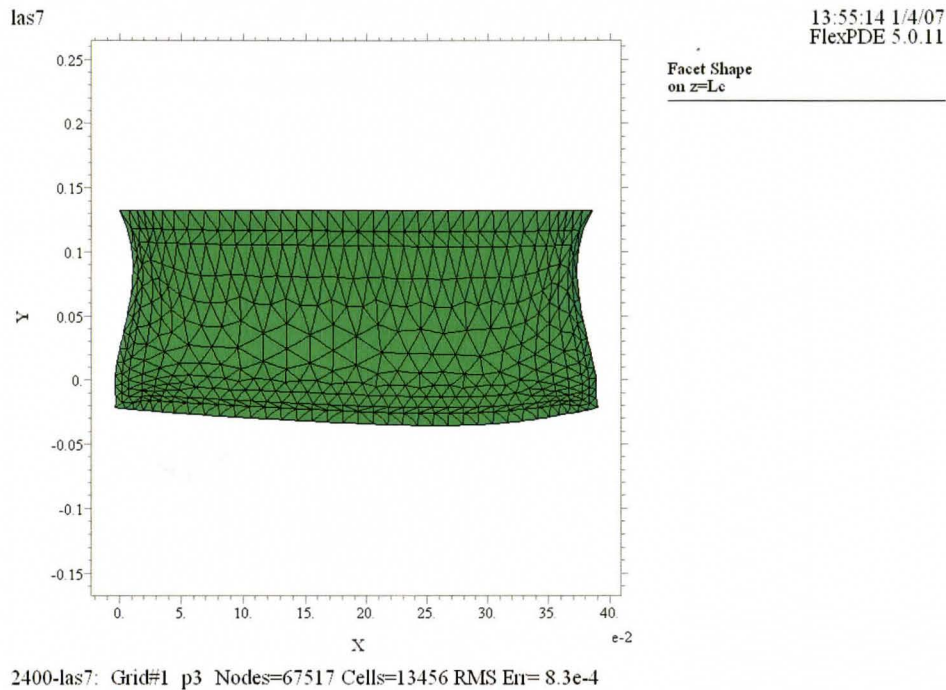 las7
13:55:14 1/4/07
FlexPDE 5.0.11
Facet Shape
on z=Lc
0.25
0.2
0.15
0.1
0.05
0.
-0.05
-0.1
-0.15
Y
0. 5. 10. 15. 20. 25. 30. 35. 40.
e-2
X
2400-las7: Grid#1 p3 Nodes=67517 Cells=13456 RMS Err= 8.3e-4